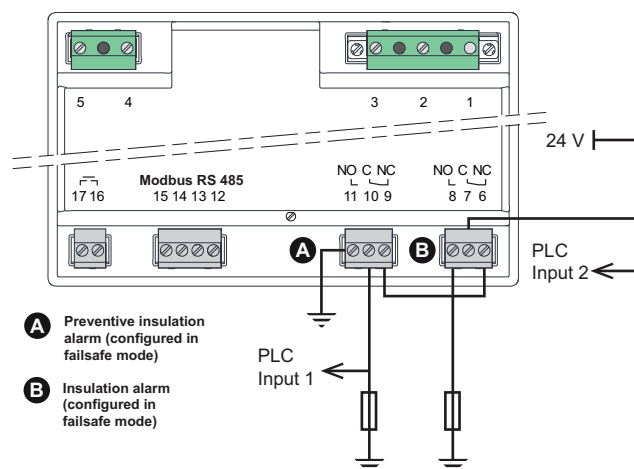 5 4 3 2 1
24 V
NO C NC NO C NC
Modbus RS 485
17 16 15 14 13 12 11 10 9 8 7 6
A B
PLC
Input 2
A Preventive insulation
alarm (configured in
failsafe mode)
PLC
Input 1
B Insulation alarm
(configured in
failsafe mode)